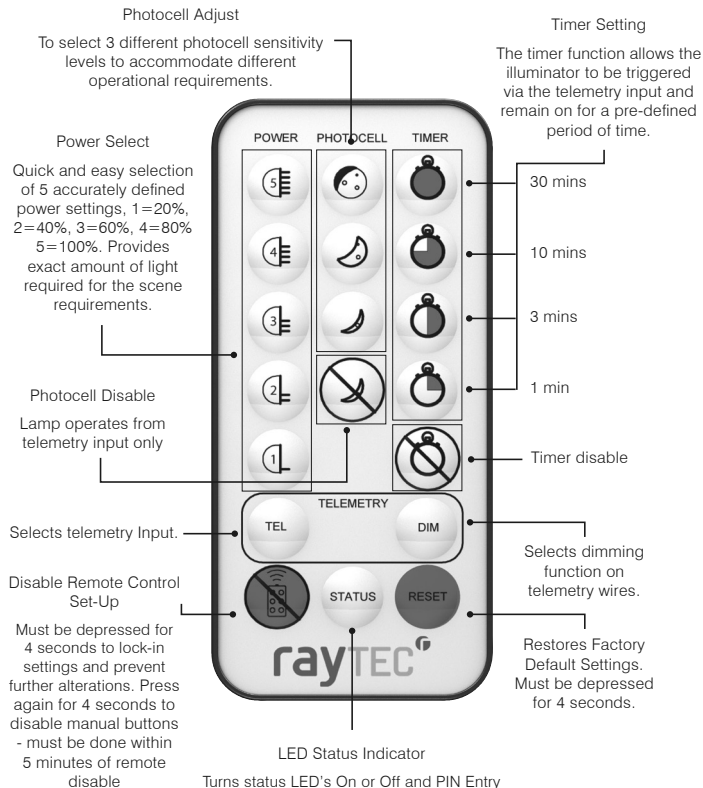 Photocell Adjust
To select 3 different photocell sensitivity
levels to accommodate different
operational requirements.
Timer Setting
The timer function allows the
illuminator to be triggered
via the telemetry input and
remain on for a pre-defined
period of time.
Power Select
Quick and easy selection
of 5 accurately defined
power settings, 1=20%,
2=40%, 3=60%, 4=80%
5=100%. Provides
exact amount of light
required for the scene
requirements.
POWER PHOTOCELL TIMER
5
4
3
2
1
30 mins
10 mins
3 mins
1 min
Timer disable
Photocell Disable
Lamp operates from
telemetry input only
TELEMETRY
TEL
DIM
Selects telemetry Input.
Selects dimming
function on
telemetry wires.
Disable Remote Control
Set-Up
Must be depressed for
4 seconds to lock-in
settings and prevent
further alterations. Press
again for 4 seconds to
disable manual buttons
- must be done within
5 minutes of remote
disable
STATUS
RESET
rayTEC
Restores Factory
Default Settings.
Must be depressed
for 4 seconds.
LED Status Indicator
Turns status LED's On or Off and PIN Entry